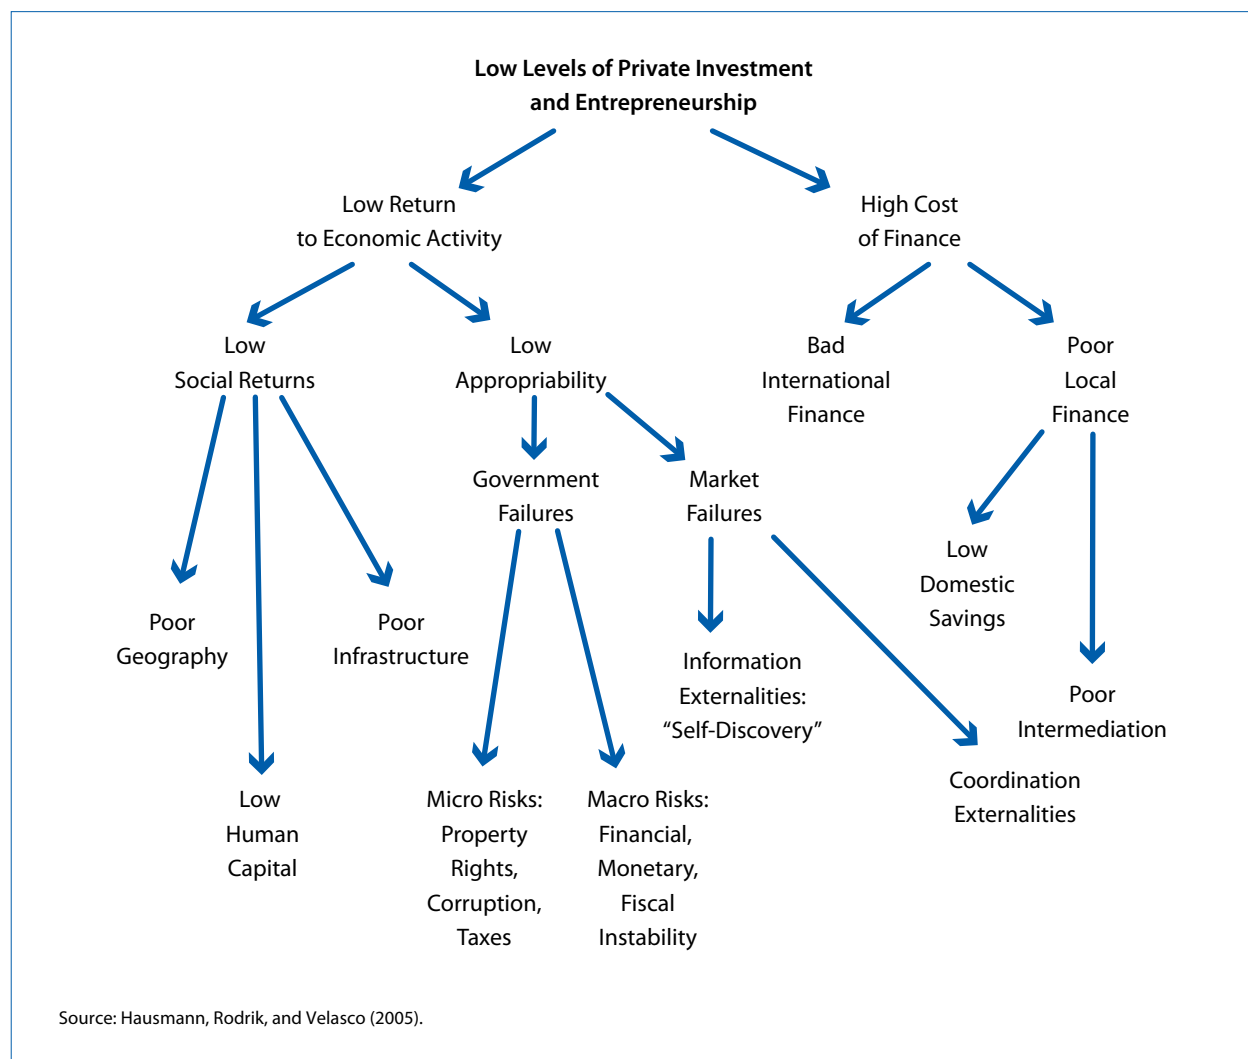 Low Levels of Private Investment
and Entrepreneurship
Low Return
to Economic Activity
High Cost
of Finance
Low
Social Returns
Low
Appropriability
Bad
International
Finance
Poor
Local
Finance
Government
Failures
Market
Failures
Low
Domestic
Savings
Poor
Geography
Poor
Infrastructure
Information
Externalities:
“Self-Discovery”
Poor
Intermediation
Coordination
Externalities
Low
Human
Capital
Micro Risks:
Property
Rights,
Corruption,
Taxes
Macro Risks:
Financial,
Monetary,
Fiscal
Instability
Source: Hausmann, Rodrik, and Velasco (2005).